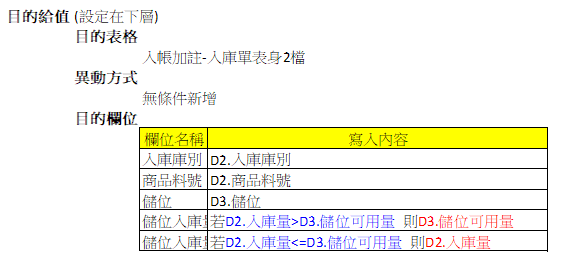 目的給值 (設定在下層)
目的表格
入帳加註-入庫單表身2檔
異動方式
無條件新增
目的欄位
欄位名稱 寫入內容
入庫庫別 D2.入庫庫別
商品料號 D2.商品料號
儲位 D3.儲位
儲位入庫 若D2.入庫量>D3.儲位可用量 則D3.儲位可用量
儲位入庫 若D2.入庫量<=D3.儲位可用量 則D2.入庫量